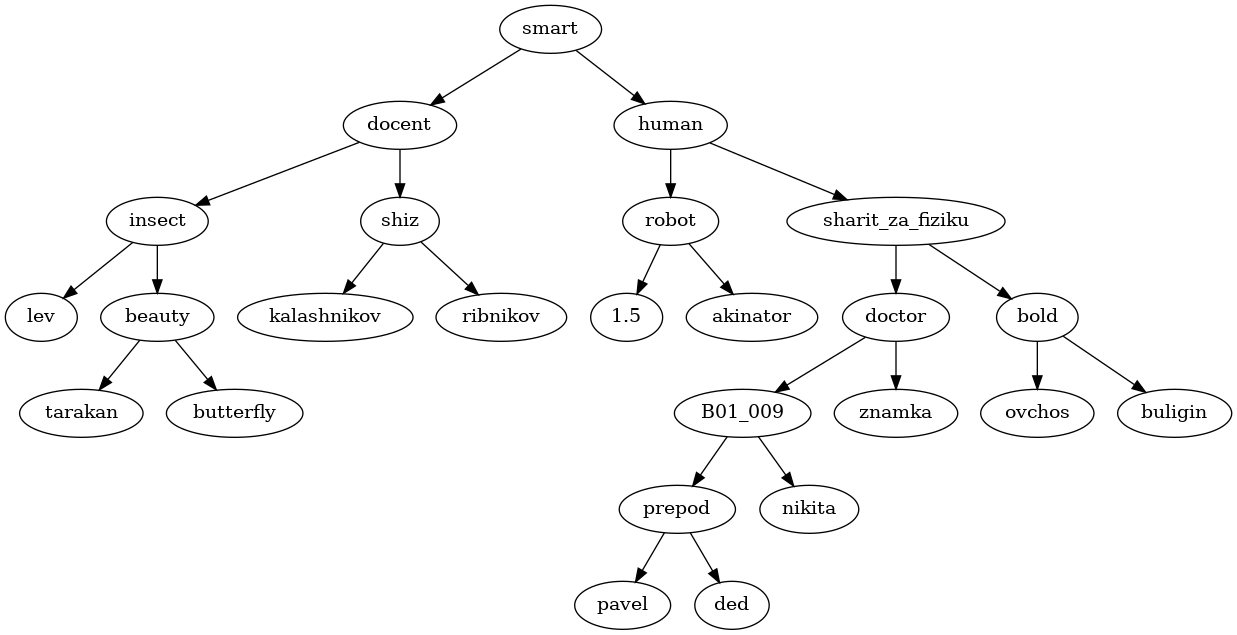 smart
docent
human
insect
shiz
robot
sharit_za_fiziku
lev
beauty
kalashnikov
ribnikov
1.5
akinator
doctor
bold
tarakan
butterfly
B01_009
znamka
ovchos
buligin
prepod
nikita
pavel
ded